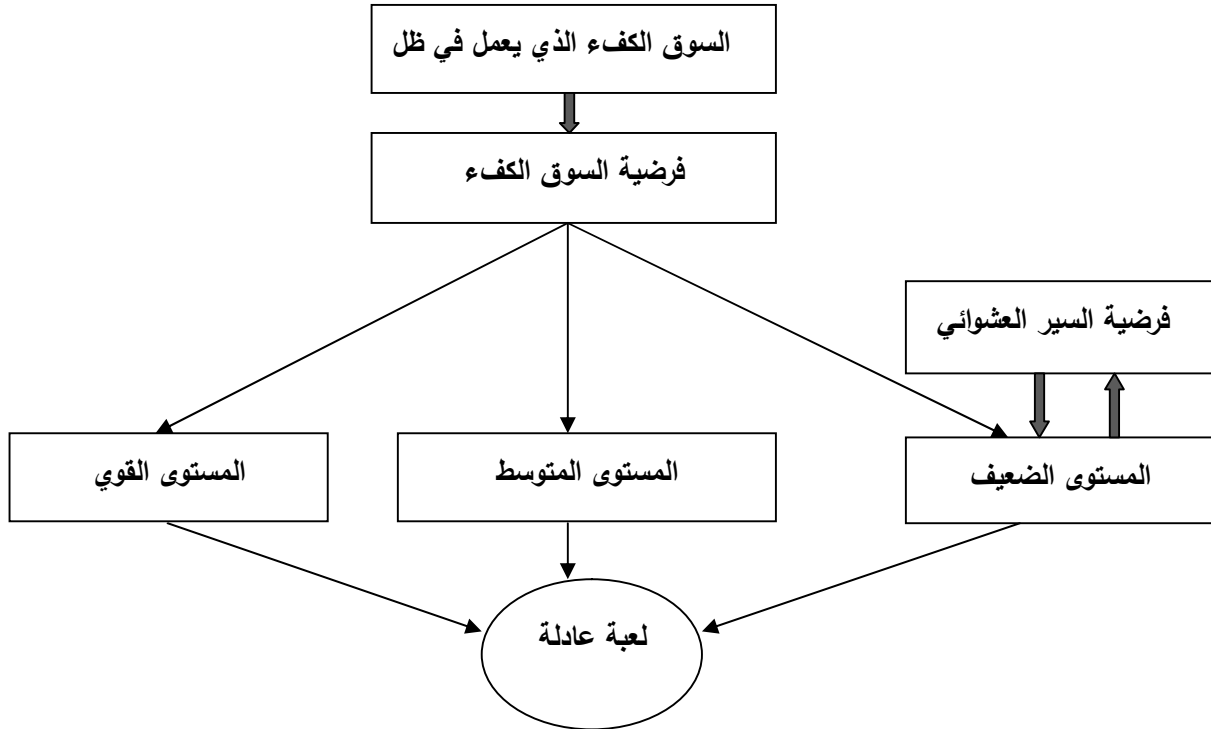 السوق الكفء الذي يعمل في ظل
فرضية السوق الكفء
فرضية السير العشوائي
المستوى الضعيف
المستوى المتوسط
المستوى القوي
لعبة عادلة